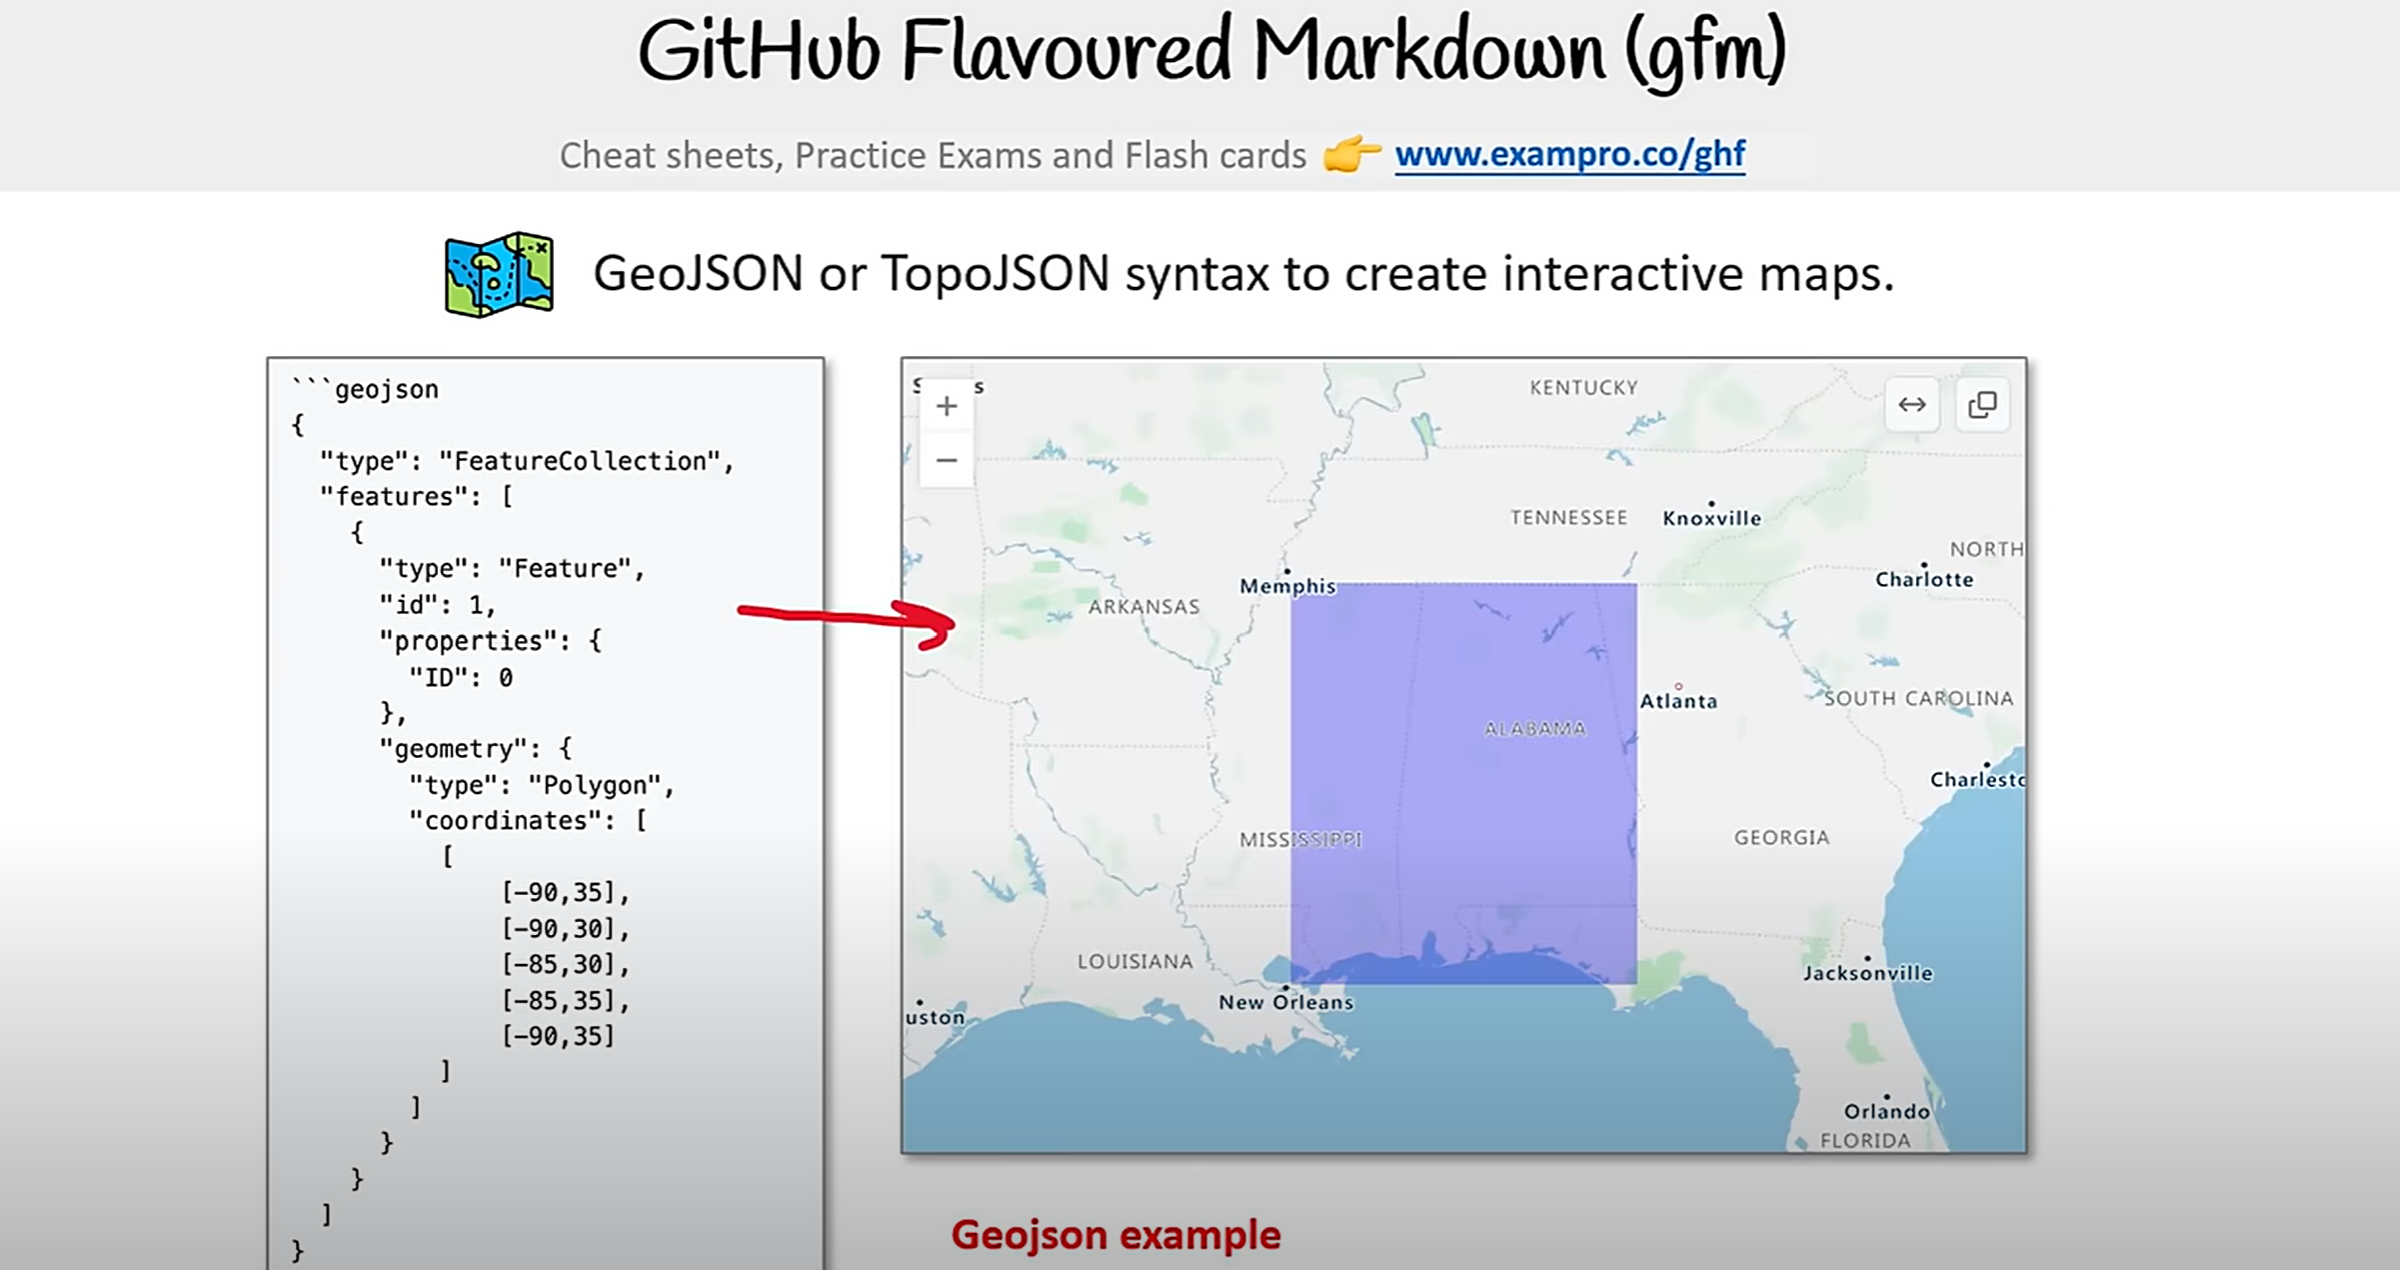 GitHub Flavoured Markdown (gfm)
Cheat sheets, Practice Exams and Flash cards 👉 www.exampro.co/ghf
GeoJSON or TopoJSON syntax to create interactive maps.
```geojson
{
  "type": "FeatureCollection",
  "features": [
    {
      "type": "Feature",
      "id": 1,
      "properties": {
        "ID": 0
      },
      "geometry": {
        "type": "Polygon",
        "coordinates": [
          [
              [-90,35],
              [-90,30],
              [-85,30],
              [-85,35],
              [-90,35]
          ]
        ]
      }
    }
  ]
}
+
−
KENTUCKY
TENNESSEE
Knoxville
NORTH
Charlotte
Memphis
ARKANSAS
Atlanta
SOUTH CAROLINA
ALABAMA
Charlesto
MISSISSIPPI
GEORGIA
LOUISIANA
Jacksonville
New Orleans
uston
Orlando
FLORIDA
Geojson example